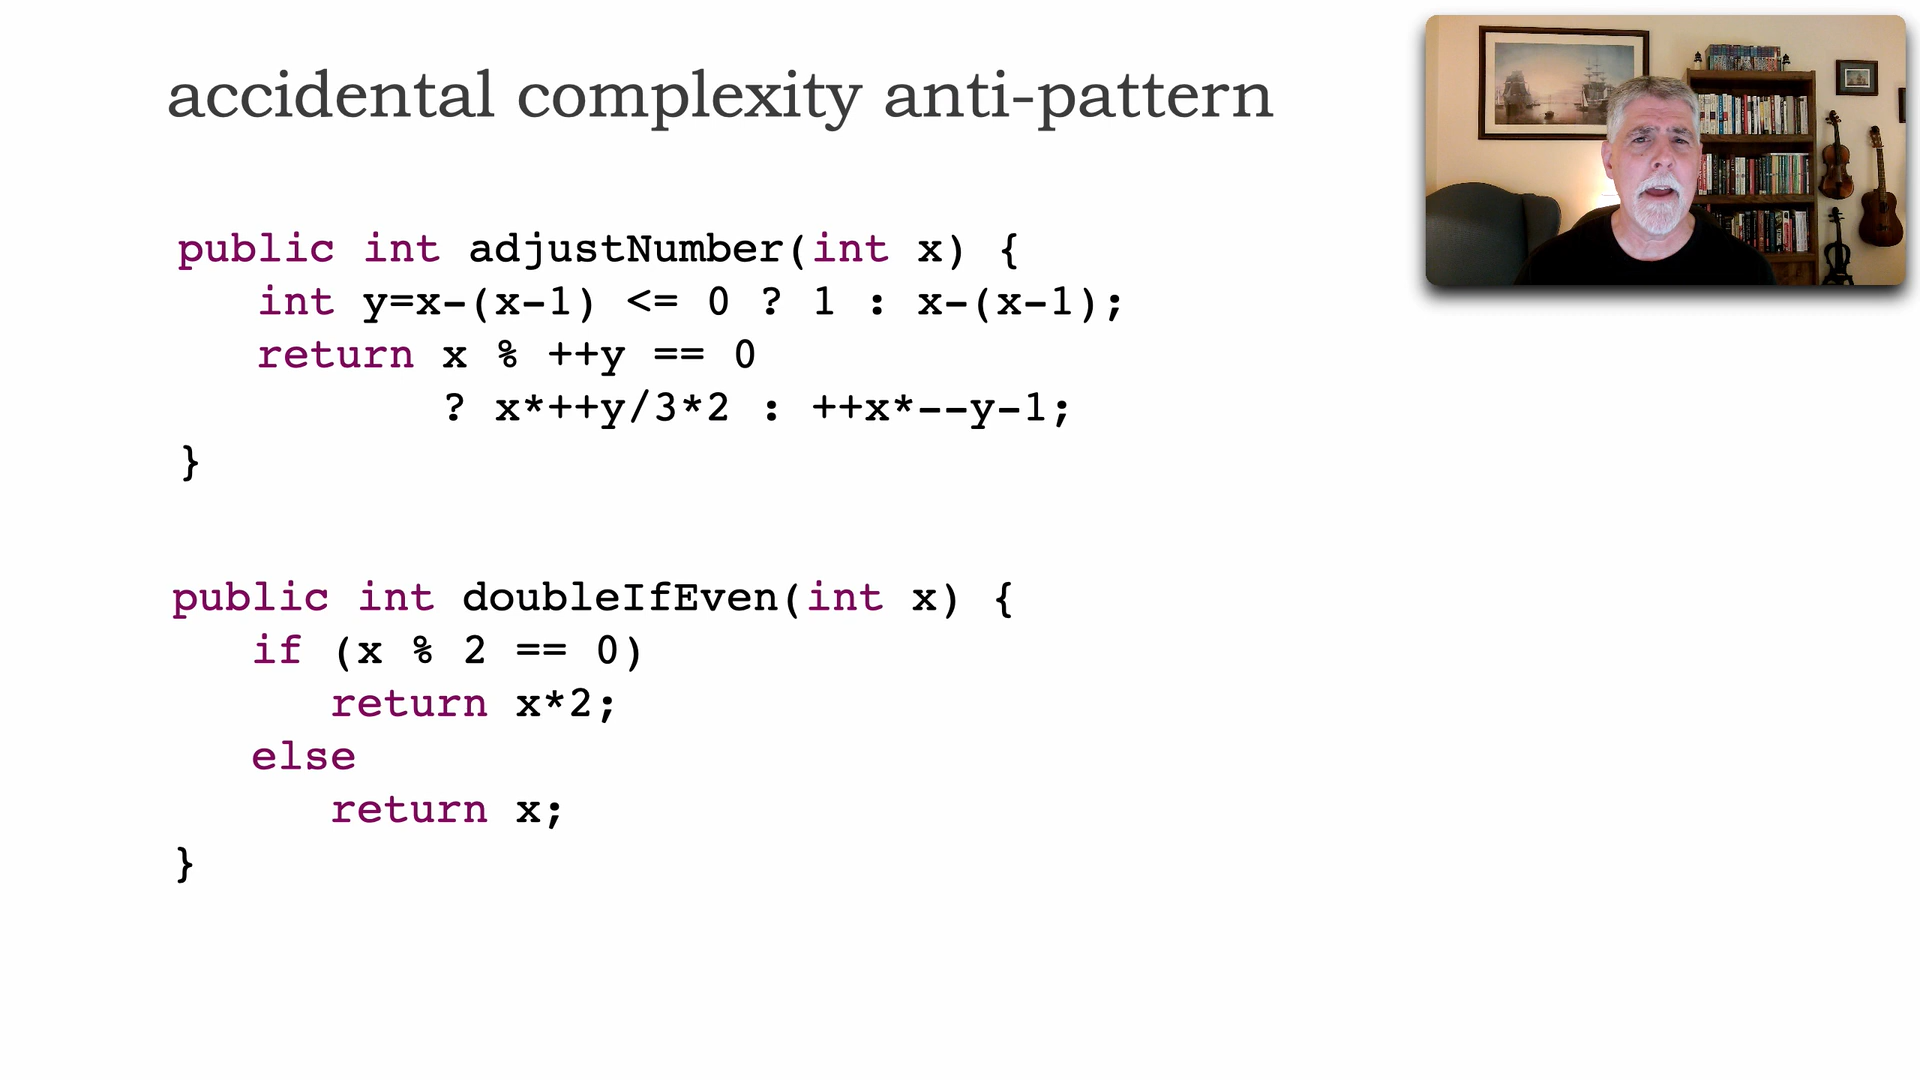 accidental complexity anti-pattern
public int adjustNumber(int x) {
int y=x-(x-1) <= 0 ? 1 : x-(x-1);
return x % ++y == 0
? x*++y/3*2 : ++x*--y-1;
}
public int doubleIfEven(int x) {
if (x % 2 == 0)
return x*2;
else
return x;
}